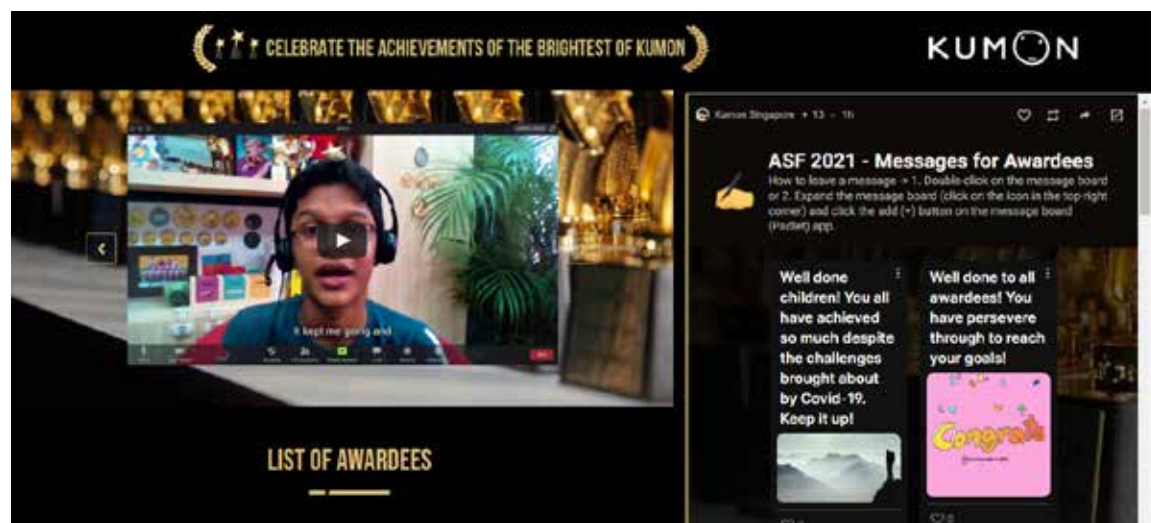 CELEBRATE THE ACHIEVEMENTS OF THE BRIGHTEST OF KUMON
KUMON
Kumon Singapore + 13 - 1h
ASF 2021 - Messages for Awardees
How to leave a message -> 1. Double click on the message board
or 2. Expand the message board (click on the icon in the top right
corner) and click the add (+) button on the message board
(Padlet) app.
It kept me going and
Well done
children! You all
have achieved
so much despite
the challenges
brought about
by Covid-19.
Keep it up!
Well done to all
awardees! You
have persevere
through to reach
your goals!
Congrats
LIST OF AWARDEES